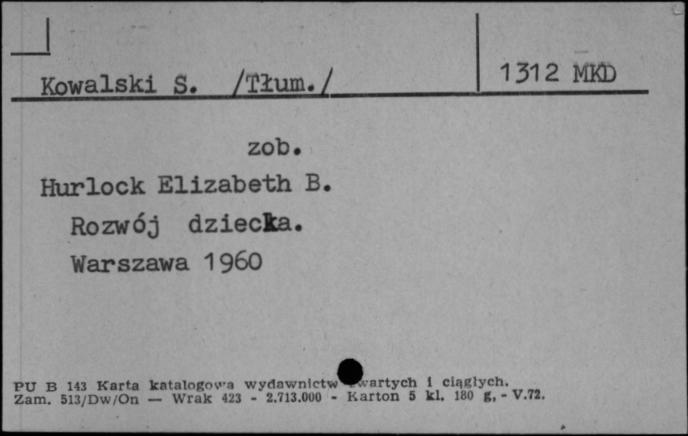 Kowalski S. /Tłum./ 1312 MKD
zob.
Hurlock Elizabeth B.
Rozwój dziecka.
Warszawa 1960
PU B 143 Karta katalogowa wydawnictw zwartych i ciągłych.
Zam. 513/Dw/On — Wrak 423 - 2.713.000 - Karton 5 kl. 180 g, - V.72.